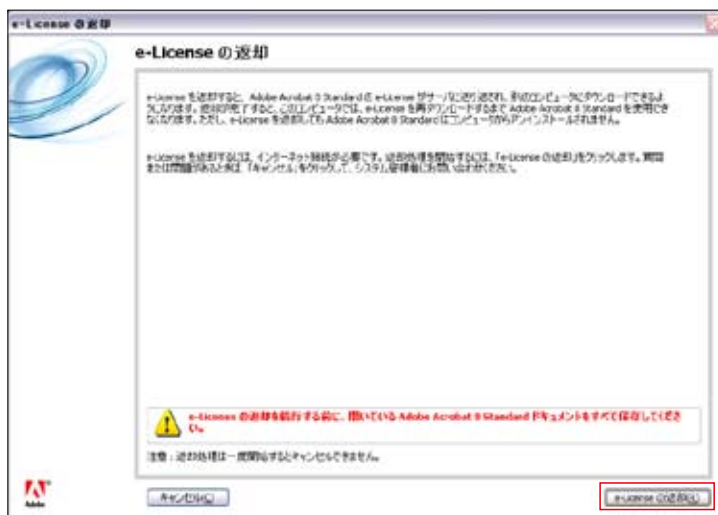 e-License の返却
e-License の返却
e-License を返却すると、Adobe Acrobat 8 Standard の e-License がサーバに送り返され、別のコンピュータにダウンロードできるよ
うになります。返却が完了すると、このコンピュータでは、e-License を再ダウンロードするまで Adobe Acrobat 8 Standard を使用でき
なくなります。ただし、e-License を返却しても Adobe Acrobat 8 Standard はコンピュータからアンインストールされません。
e-License を返却するには、インターネット接続が必要です。返却処理を開始するには、「e-License の返却」をクリックします。質問
または問題があるときは「キャンセル」をクリックして、システム管理者にお問い合わせください。
e-License の返却を実行する前に、開いている Adobe Acrobat 8 Standard ドキュメントをすべて保存してくださ
い。
注意：返却処理は一度開始するとキャンセルできません。
Adobe
キャンセル(C)
e-License の返却(L)